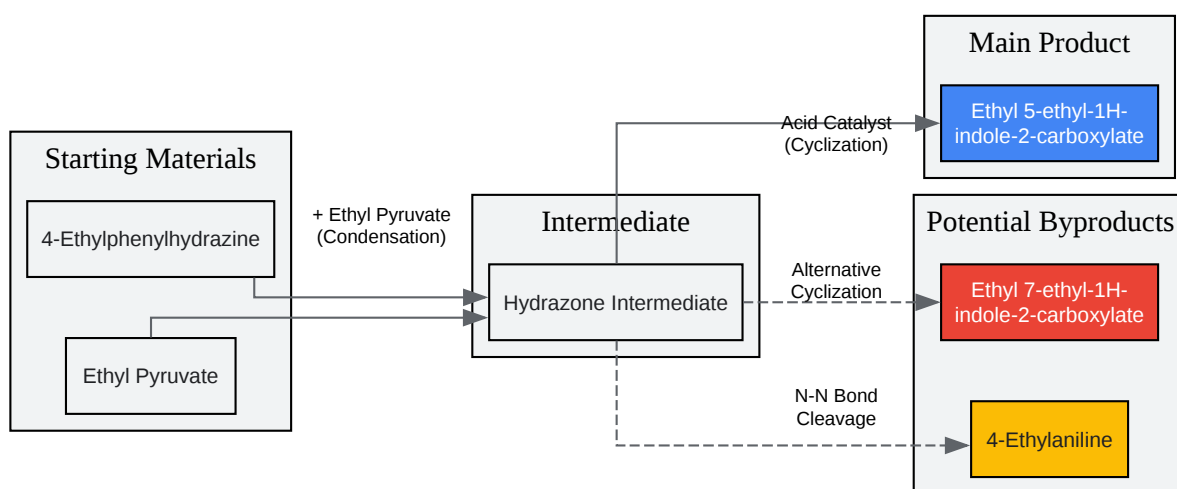 Main Product
Ethyl 5-ethyl-1H-
indole-2-carboxylate
Acid Catalyst
(Cyclization)
Starting Materials
4-Ethylphenylhydrazine
Ethyl Pyruvate
+ Ethyl Pyruvate
(Condensation)
Intermediate
Hydrazone Intermediate
Alternative
Cyclization
N-N Bond
Cleavage
Potential Byproducts
Ethyl 7-ethyl-1H-
indole-2-carboxylate
4-Ethylaniline